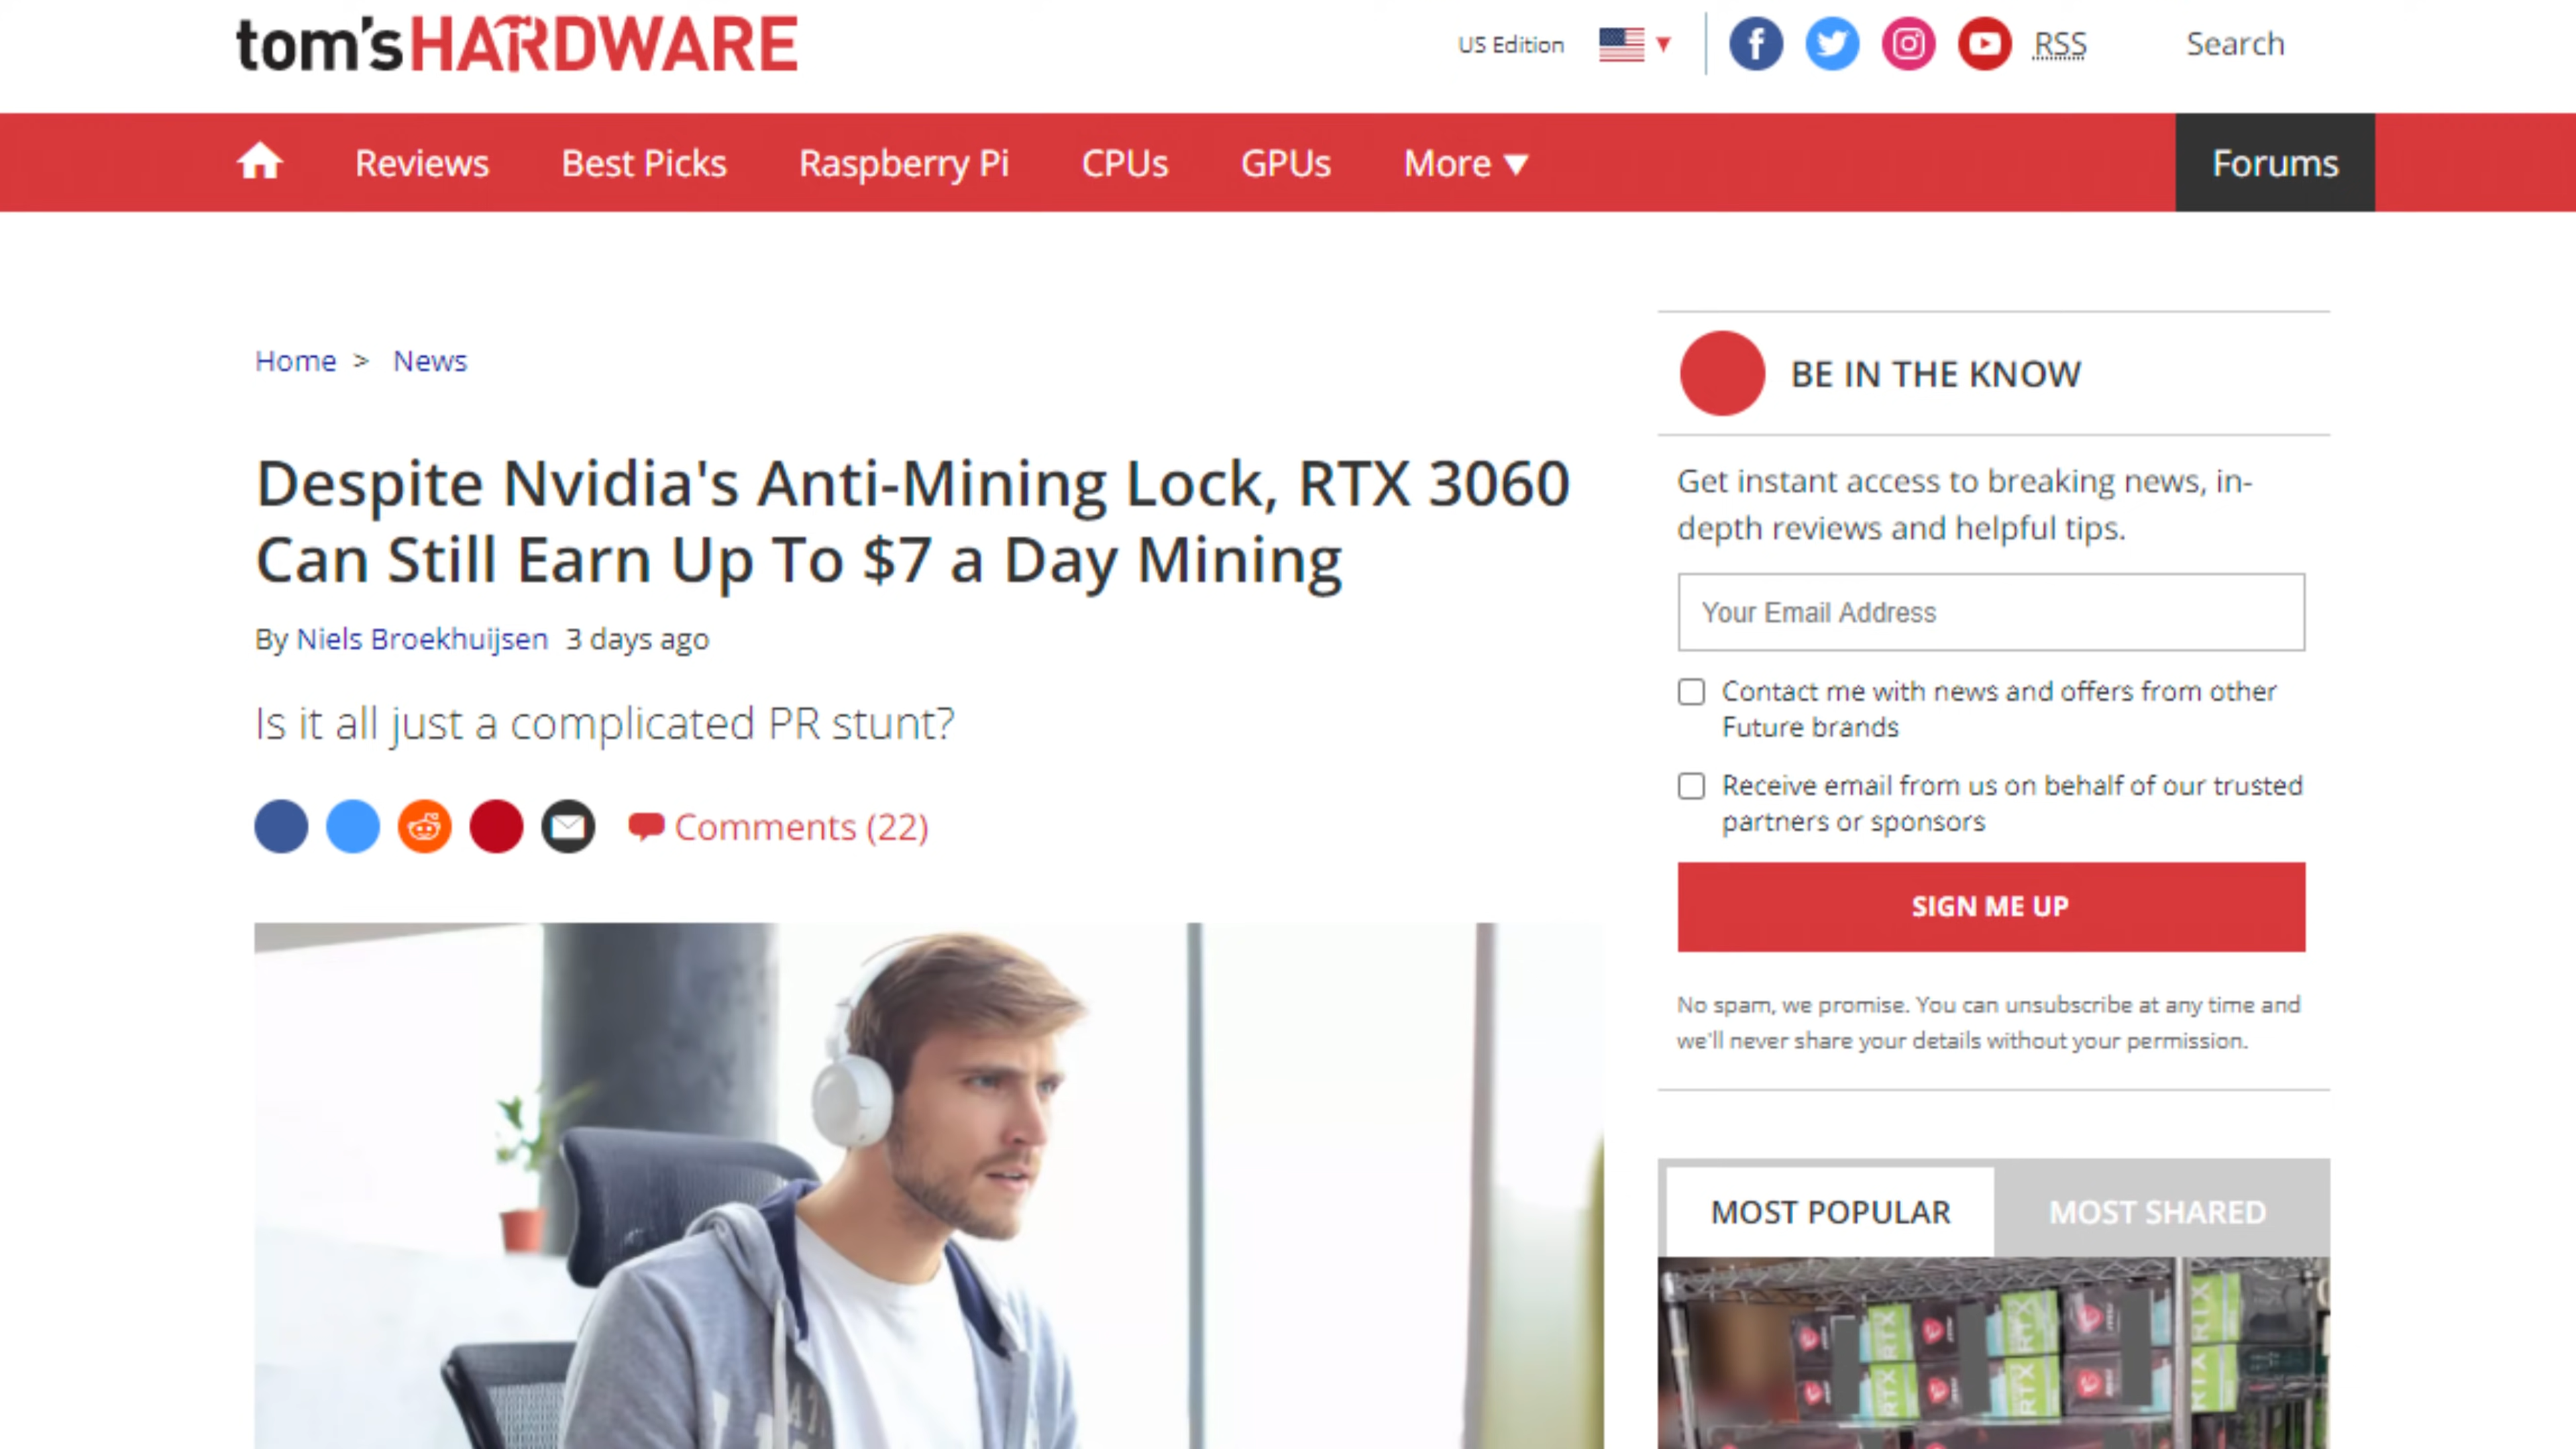 tom's HARDWARE
US Edition
RSS
Search
Reviews
Best Picks
Raspberry Pi
CPUs
GPUs
More
Forums
Home > News
Despite Nvidia's Anti-Mining Lock, RTX 3060
Can Still Earn Up To $7 a Day Mining
By Niels Broekhuijsen 3 days ago
Is it all just a complicated PR stunt?
Comments (22)
BE IN THE KNOW
Get instant access to breaking news, in-
depth reviews and helpful tips.
Your Email Address
Contact me with news and offers from other
Future brands
Receive email from us on behalf of our trusted
partners or sponsors
SIGN ME UP
No spam, we promise. You can unsubscribe at any time and
we'll never share your details without your permission.
MOST POPULAR
MOST SHARED
RTX
RTX
RTX
RTX
RTX
RTX